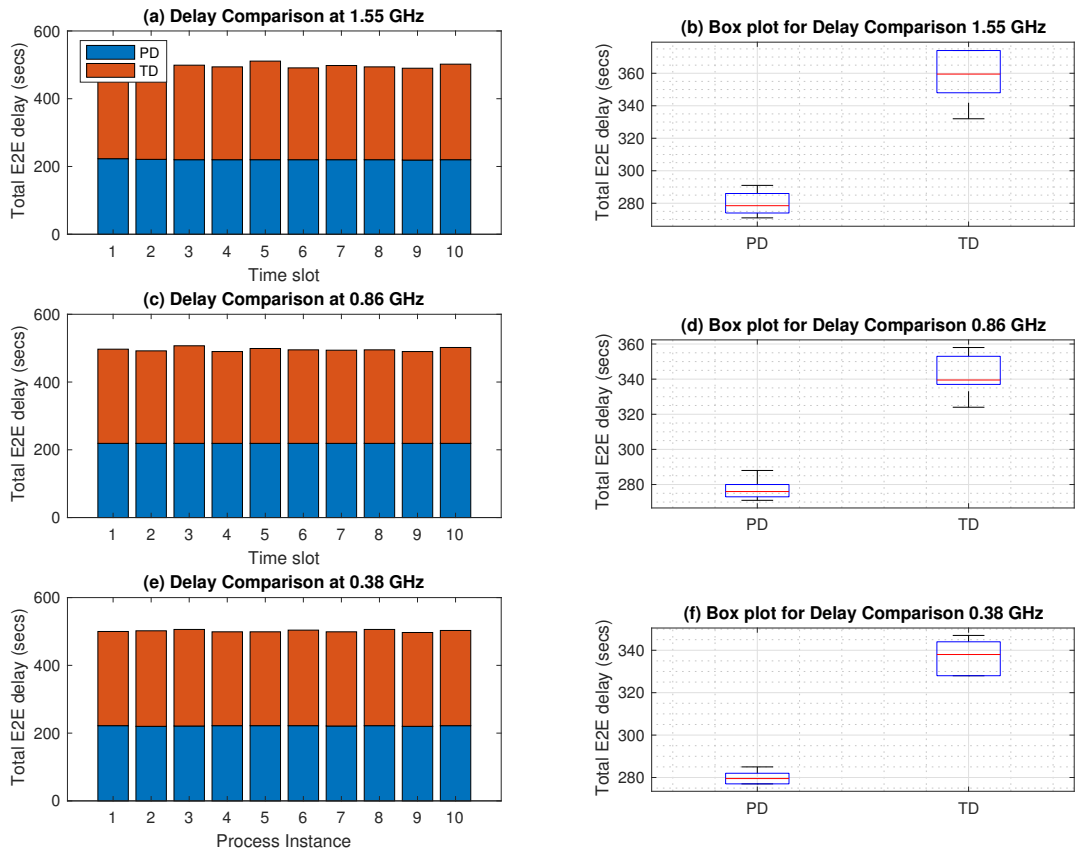 (a) Delay Comparison at 1.55 GHz
Total E2E delay (secs)
600
400
200
0
PD
TD
1 2 3 4 5 6 7 8 9 10
Time slot
(b) Box plot for Delay Comparison 1.55 GHz
Total E2E delay (secs)
360
340
320
300
280
PD TD
(c) Delay Comparison at 0.86 GHz
Total E2E delay (secs)
600
400
200
0
1 2 3 4 5 6 7 8 9 10
Time slot
(d) Box plot for Delay Comparison 0.86 GHz
Total E2E delay (secs)
360
340
320
300
280
PD TD
(e) Delay Comparison at 0.38 GHz
Total E2E delay (secs)
600
400
200
0
1 2 3 4 5 6 7 8 9 10
Process Instance
(f) Box plot for Delay Comparison 0.38 GHz
Total E2E delay (secs)
340
330
320
310
300
290
280
PD TD